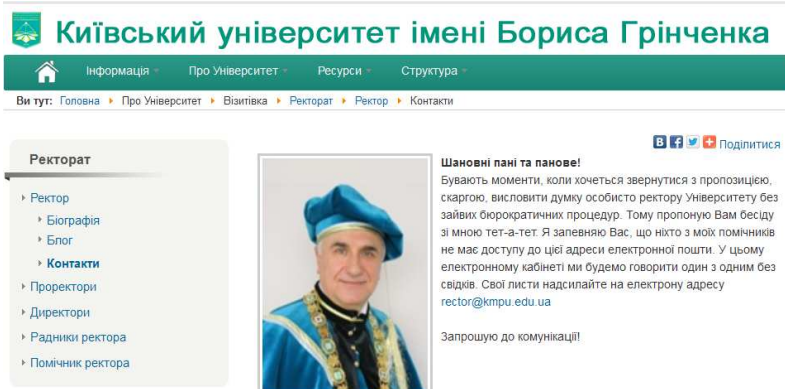 Київський університет імені Бориса Грінченка
Інформація
Про Університет
Ресурси
Структура
Ви тут: Головна Про Університет Візитівка Ректорат Ректор Контакти
Поділитися
Ректорат
Ректор
Біографія
Блог
Контакти
Проректори
Директори
Радники ректора
Помічник ректора
Шановні пані та панове!
Бувають моменти, коли хочеться звернутися з пропозицією,
скаргою, висловити думку особисто ректору Університету без
зайвих бюрократичних процедур. Тому пропоную Вам бесіду
зі мною тет-а-тет. Я запевняю Вас, що ніхто з моїх помічників
не має доступу до цієї адреси електронної пошти. У цьому
електронному кабінеті ми будемо говорити один з одним без
свідків. Свої листи надсилайте на електрону адресу
rector@kmpu.edu.ua
Запрошую до комунікації!